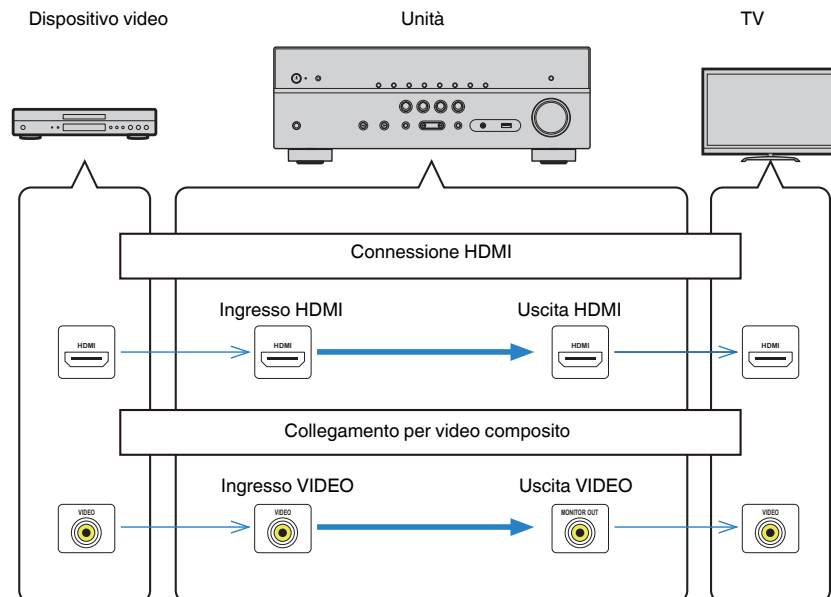 Dispositivo video
Unità
TV
Connessione HDMI
Ingresso HDMI
Uscita HDMI
HDMI
HDMI
HDMI
HDMI
Collegamento per video composito
Ingresso VIDEO
Uscita VIDEO
VIDEO
VIDEO
MONITOR OUT
VIDEO